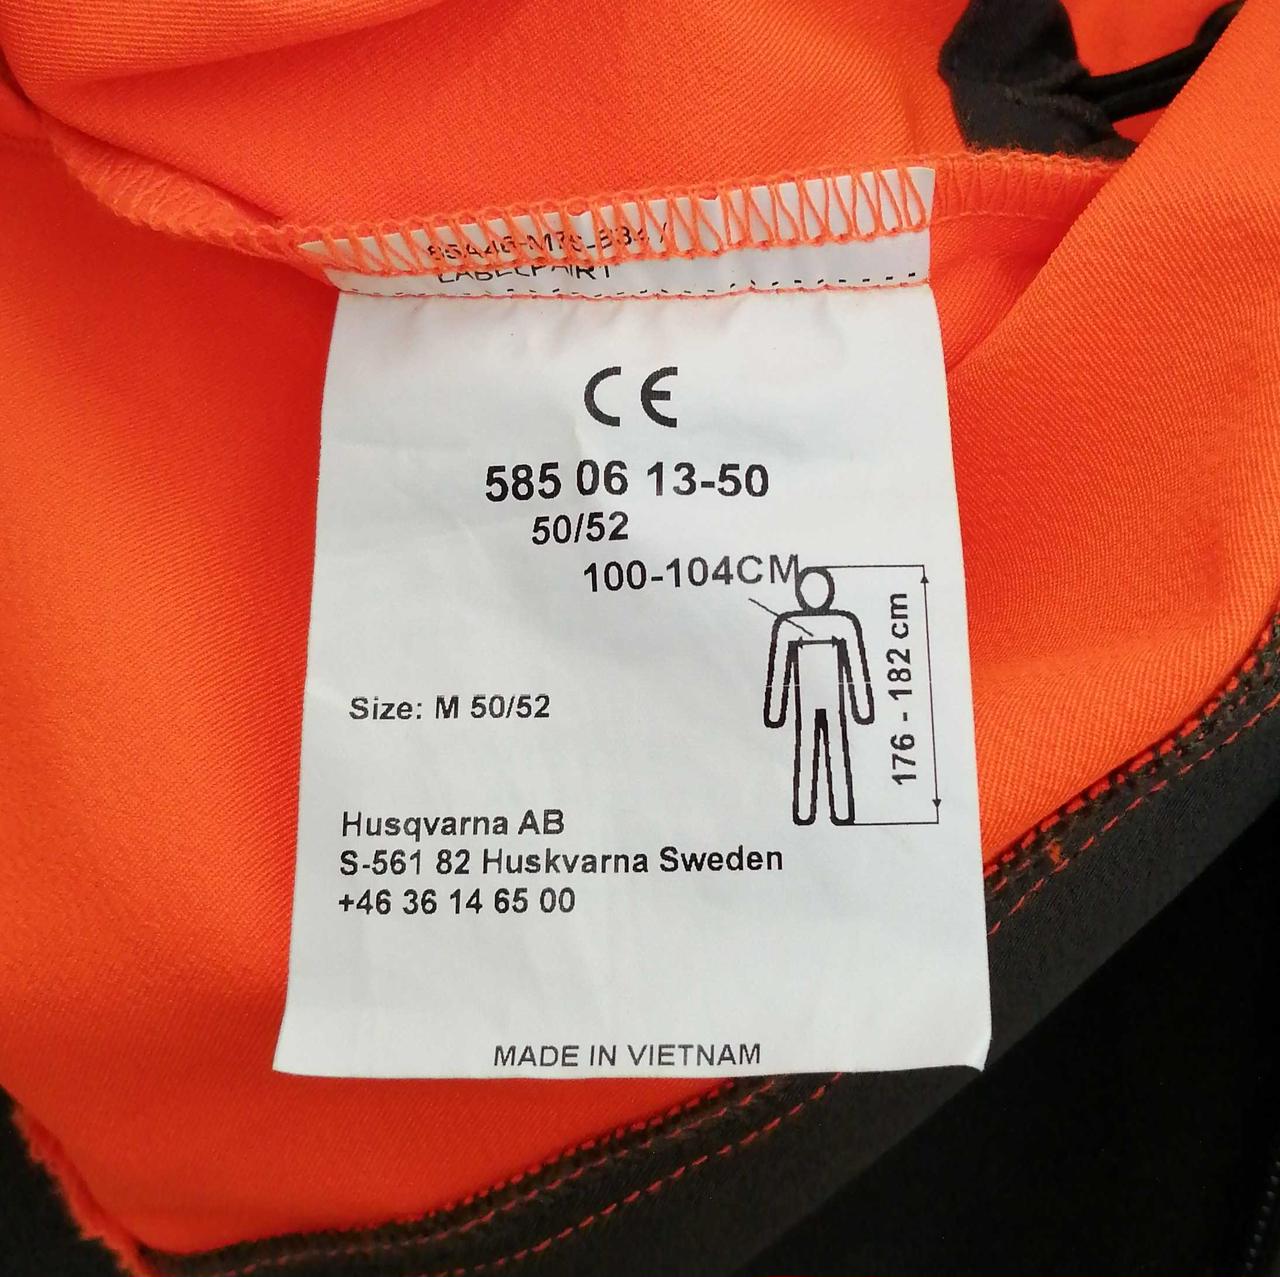 CE
585 06 13-50
50/52
100-104CM
176 - 182 cm
Size: M 50/52
Husqvarna AB
S-561 82 Huskvarna Sweden
+46 36 14 65 00
MADE IN VIETNAM